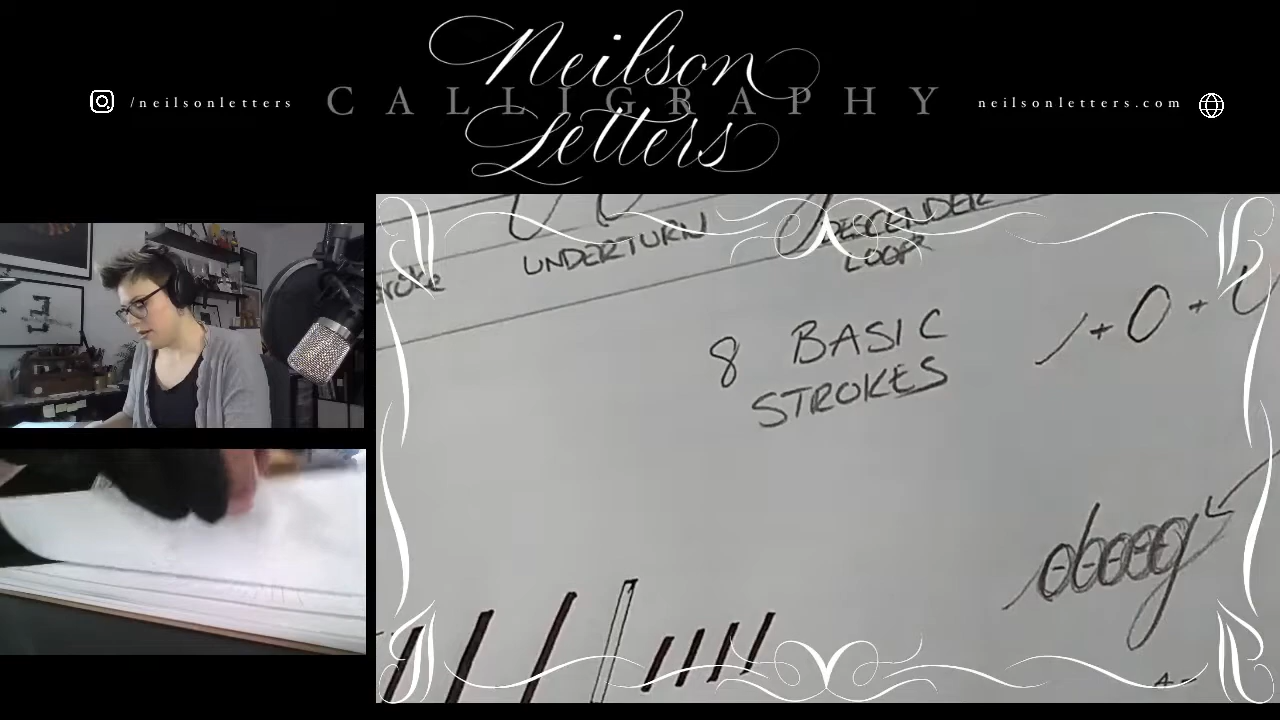 Neilson
/neilsonletters CALLIGRAPHY neilsonletters.com
Letters
UNDERTURN
DESCENDER
LOOP
8 BASIC
STROKES
/ + O + U